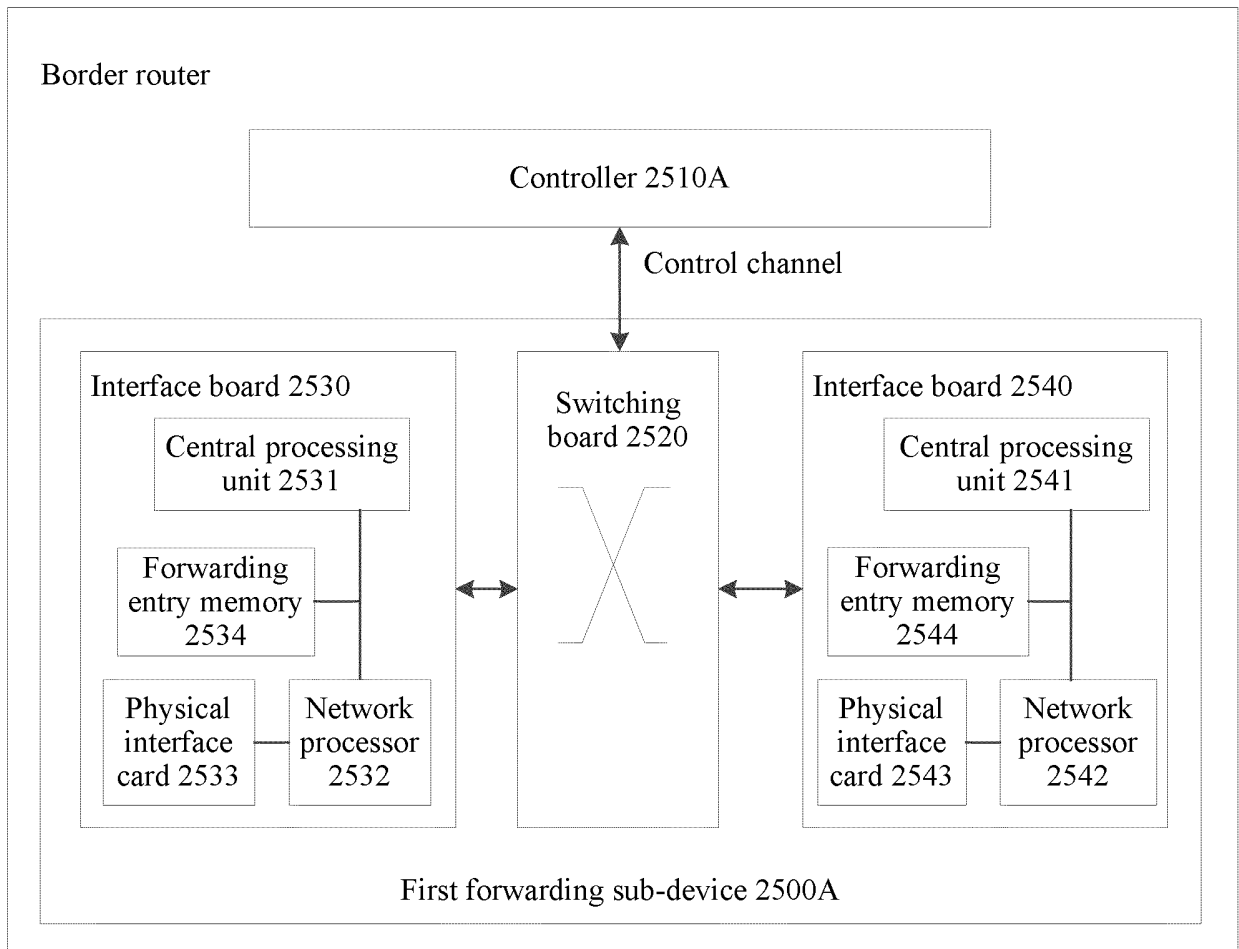 Border router
Controller 2510A
Control channel
Interface board 2530
Central processing
unit 2531
Forwarding
entry memory
2534
Physical
interface
card 2533
Network
processor
2532
Switching
board 2520
Interface board 2540
Central processing
unit 2541
Forwarding
entry memory
2544
Physical
interface
card 2543
Network
processor
2542
First forwarding sub-device 2500A